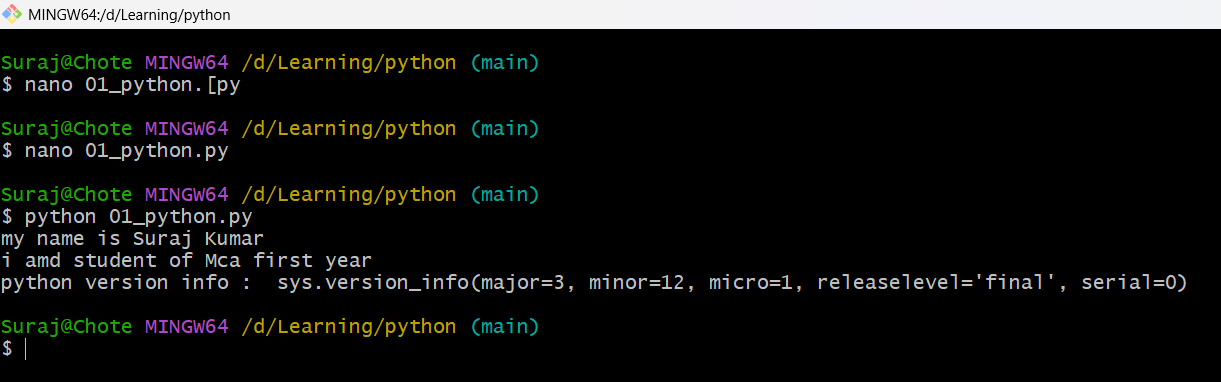 MINGW64:/d/Learning/python
Suraj@Chote MINGW64 /d/Learning/python (main)
$ nano 01_python.[py
Suraj@Chote MINGW64 /d/Learning/python (main)
$ nano 01_python.py
Suraj@Chote MINGW64 /d/Learning/python (main)
$ python 01_python.py
my name is Suraj Kumar
i amd student of Mca first year
python version info :  sys.version_info(major=3, minor=12, micro=1, releaselevel='final', serial=0)
Suraj@Chote MINGW64 /d/Learning/python (main)
$